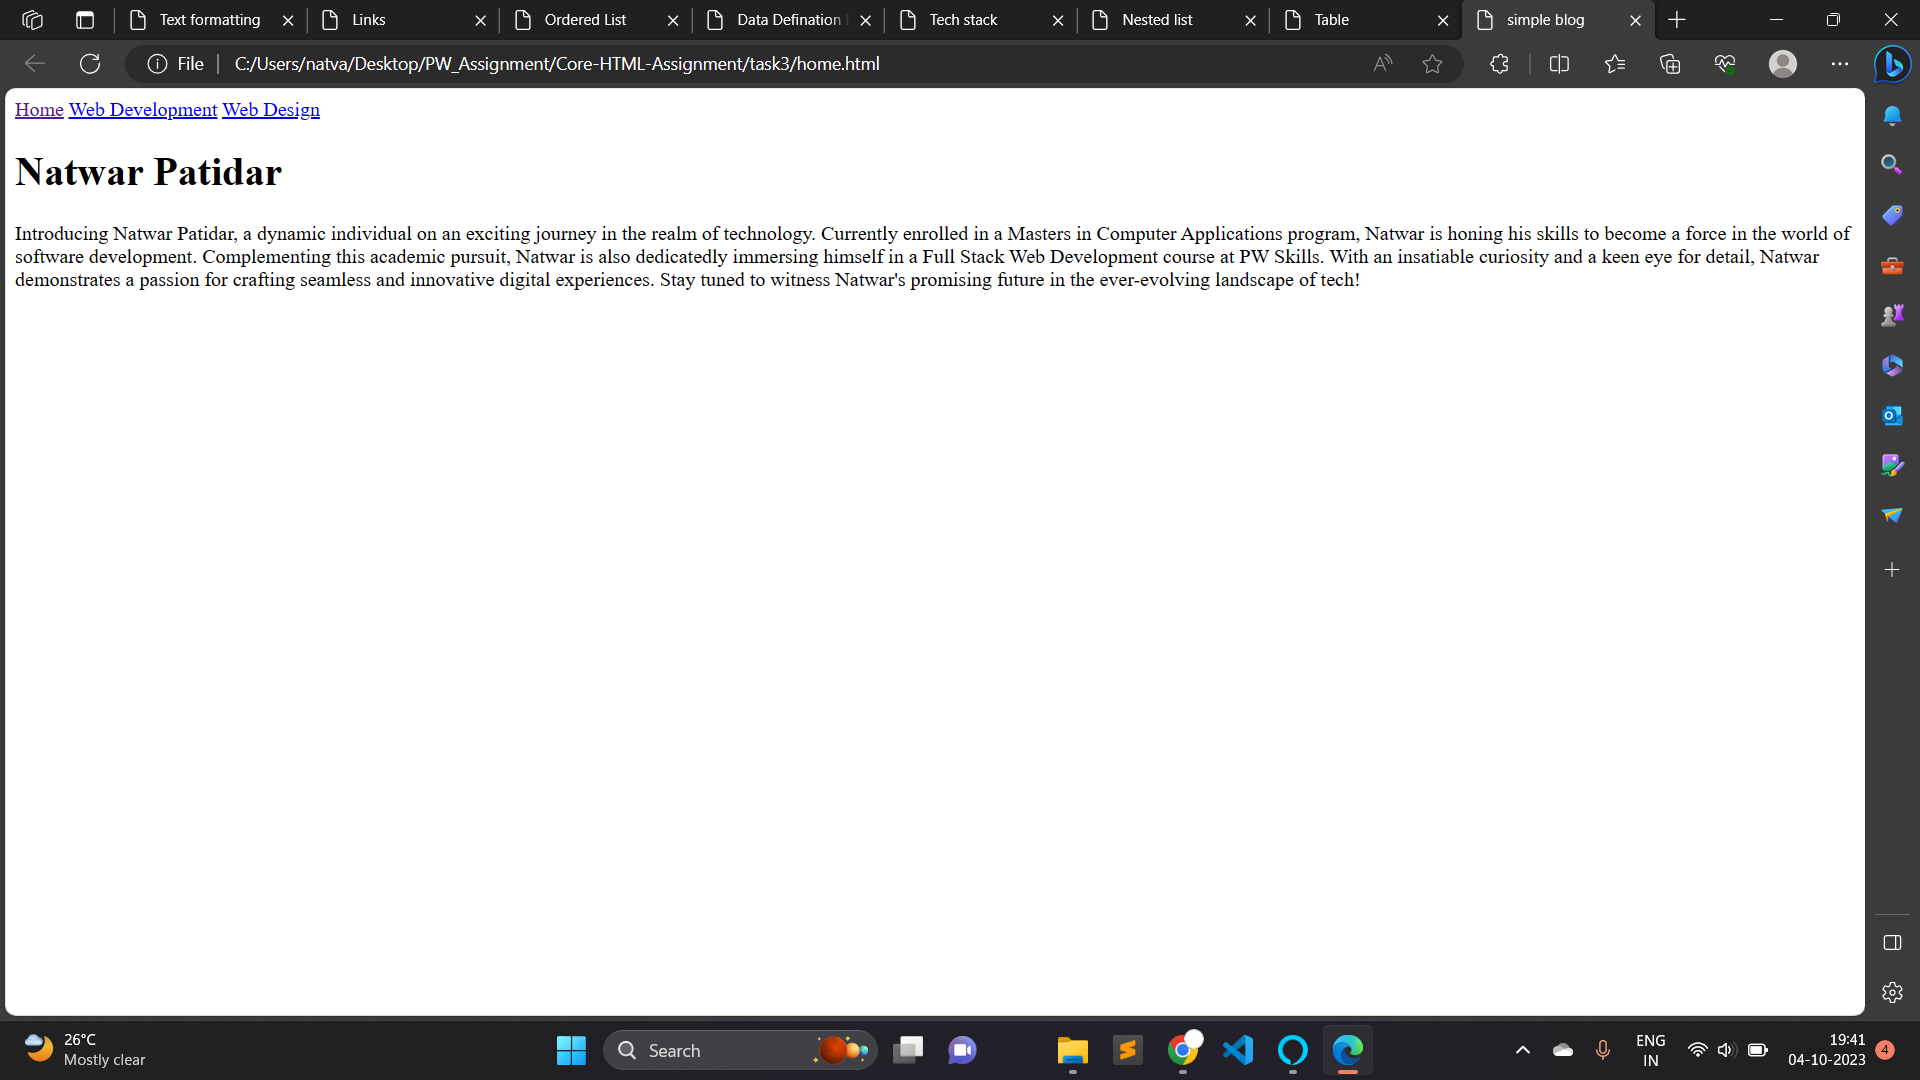 Text formatting
Links
Ordered List
Data Defination
Tech stack
Nested list
Table
simple blog
File
C:/Users/natva/Desktop/PW_Assignment/Core-HTML-Assignment/task3/home.html
Home Web Development Web Design
Natwar Patidar
Introducing Natwar Patidar, a dynamic individual on an exciting journey in the realm of technology. Currently enrolled in a Masters in Computer Applications program, Natwar is honing his skills to become a force in the world of
software development. Complementing this academic pursuit, Natwar is also dedicatedly immersing himself in a Full Stack Web Development course at PW Skills. With an insatiable curiosity and a keen eye for detail, Natwar
demonstrates a passion for crafting seamless and innovative digital experiences. Stay tuned to witness Natwar's promising future in the ever-evolving landscape of tech!
26°C
Mostly clear
Search
ENG
IN
19:41
04-10-2023
4